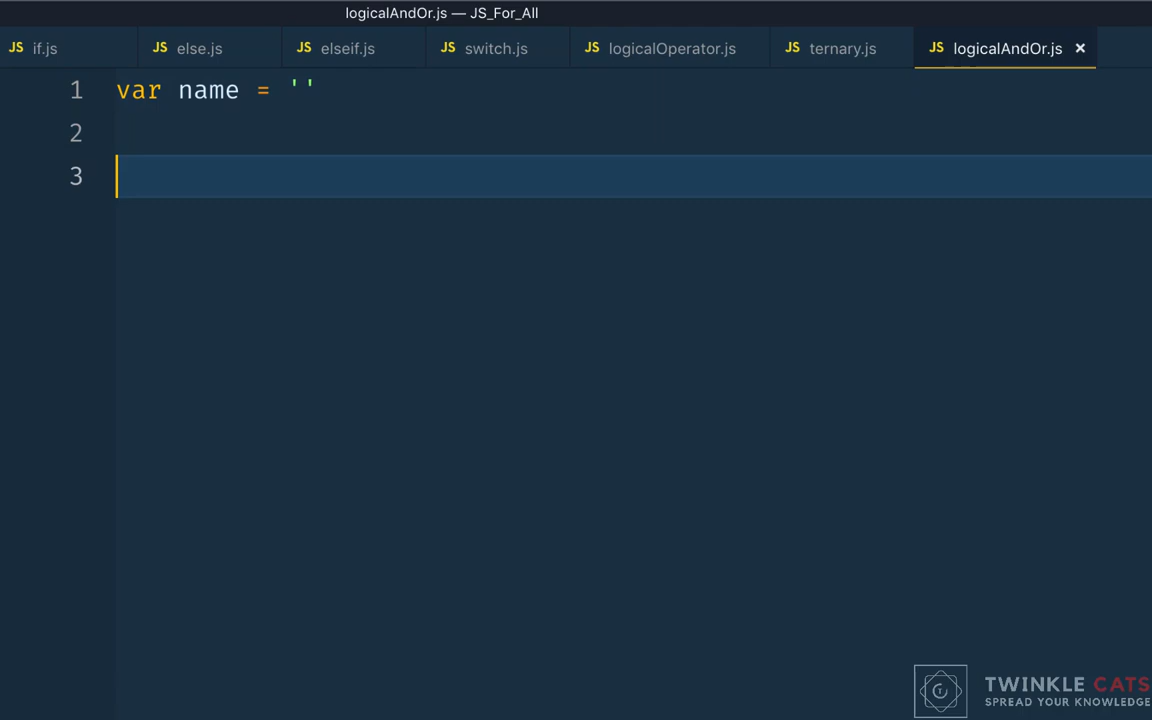 logicalAndOr.js — JS_For_All
JS if.js JS else.js JS elseif.js JS switch.js JS logicalOperator.js JS ternary.js JS logicalAndOr.js ×
1 var name = ''
2
3
TWINKLE CATS
SPREAD YOUR KNOWLEDGE